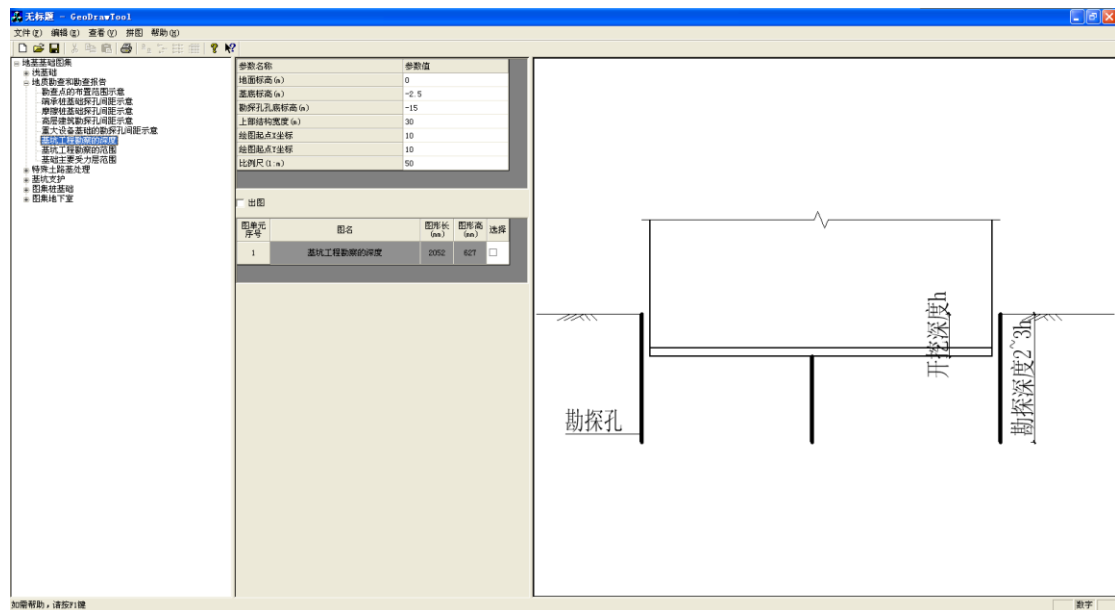 无标题 - GeoDrawTool
文件(F) 编辑(E) 查看(V) 拼图 帮助(H)
地基基础图集
浅基础
地质勘查和勘查报告
勘查点的布置范围示意
端承桩基础探孔间距示意
摩擦桩基础探孔间距示意
高层建筑勘探孔间距示意
重大设备基础的勘探孔间距示意
基坑工程勘察的深度
基坑工程勘察的范围
基础主要受力层范围
特殊土路基处理
基坑支护
图集桩基础
图集地下室
参数名称 参数值
地面标高(m) 0
基底标高(m) -2.5
勘探孔孔底标高(m) -15
上部结构宽度(m) 30
绘图起点X坐标 10
绘图起点Y坐标 10
比例尺(1:n) 50
出图
图单元序号 图名 图形长(mm) 图形高(mm) 选择
1 基坑工程勘察的深度 2052 627
开挖深度h
勘探深度2~3h
勘探孔
如需帮助，请按F1键
数字